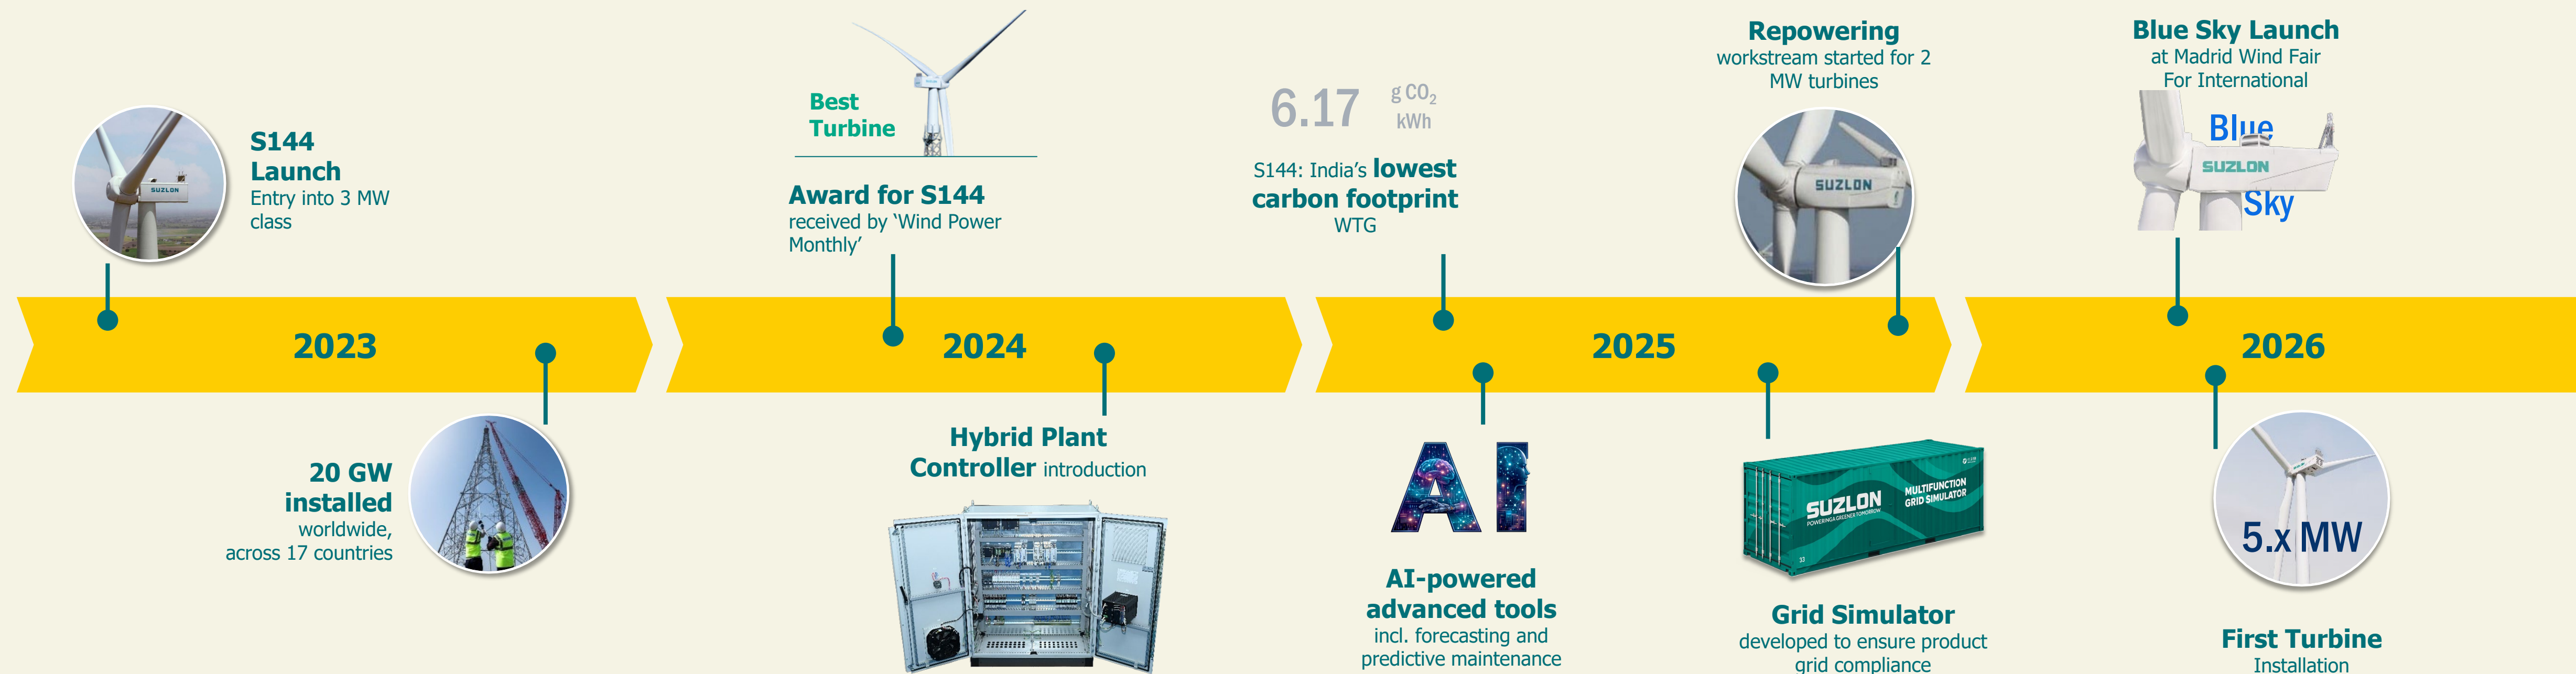 S144
Launch
Entry into 3 MW
class
SUZLON
Best
Turbine
Award for S144
received by ‘Wind Power
Monthly’
6.17 g CO₂
kWh
S144: India’s lowest
carbon footprint
WTG
Repowering
workstream started for 2
MW turbines
SUZLON
Blue Sky Launch
at Madrid Wind Fair
For International
Blue
SUZLON
Sky
2023
2024
2025
2026
20 GW
installed
worldwide,
across 17 countries
Hybrid Plant
Controller introduction
AI
AI-powered
advanced tools
incl. forecasting and
predictive maintenance
SUZLON
POWERING A GREENER TOMORROW
MULTIFUNCTION
GRID SIMULATOR
Grid Simulator
developed to ensure product
grid compliance
5.x MW
First Turbine
Installation